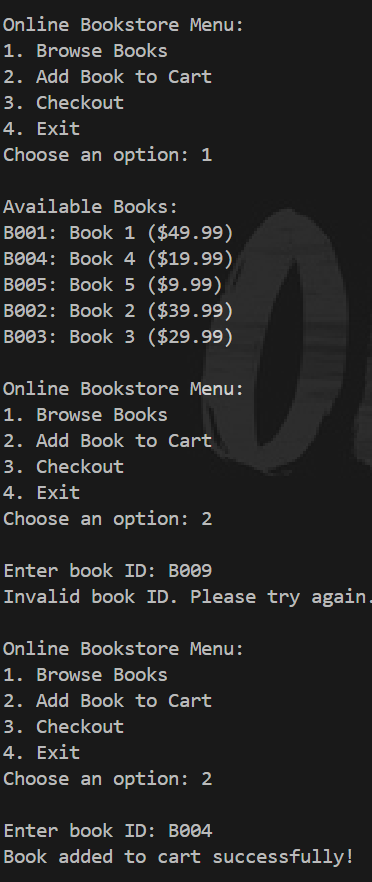 Online Bookstore Menu:
1. Browse Books
2. Add Book to Cart
3. Checkout
4. Exit
Choose an option: 1
Available Books:
B001: Book 1 ($49.99)
B004: Book 4 ($19.99)
B005: Book 5 ($9.99)
B002: Book 2 ($39.99)
B003: Book 3 ($29.99)
Online Bookstore Menu:
1. Browse Books
2. Add Book to Cart
3. Checkout
4. Exit
Choose an option: 2
Enter book ID: B009
Invalid book ID. Please try again.
Online Bookstore Menu:
1. Browse Books
2. Add Book to Cart
3. Checkout
4. Exit
Choose an option: 2
Enter book ID: B004
Book added to cart successfully!